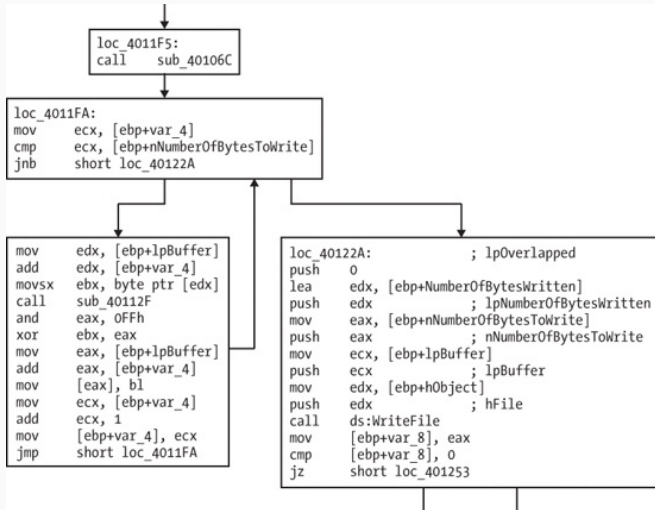 loc_4011F5:
call sub_40106C
loc_4011FA:
mov ecx, [ebp+var_4]
cmp ecx, [ebp+nNumberOfBytesToWrite]
jnb short loc_40122A
mov edx, [ebp+lpBuffer]
add edx, [ebp+var_4]
movsx ebx, byte ptr [edx]
call sub_40112F
and eax, 0FFh
xor ebx, eax
mov eax, [ebp+lpBuffer]
add eax, [ebp+var_4]
mov [eax], bl
mov ecx, [ebp+var_4]
add ecx, 1
mov [ebp+var_4], ecx
jmp short loc_4011FA
loc_40122A: ; lpOverlapped
push 0
lea edx, [ebp+NumberOfBytesWritten]
push edx ; lpNumberOfBytesWritten
mov eax, [ebp+nNumberOfBytesToWrite]
push eax ; nNumberOfBytesToWrite
mov ecx, [ebp+lpBuffer]
push ecx ; lpBuffer
mov edx, [ebp+hObject]
push edx ; hFile
call ds:WriteFile
mov [ebp+var_8], eax
cmp [ebp+var_8], 0
jz short loc_401253